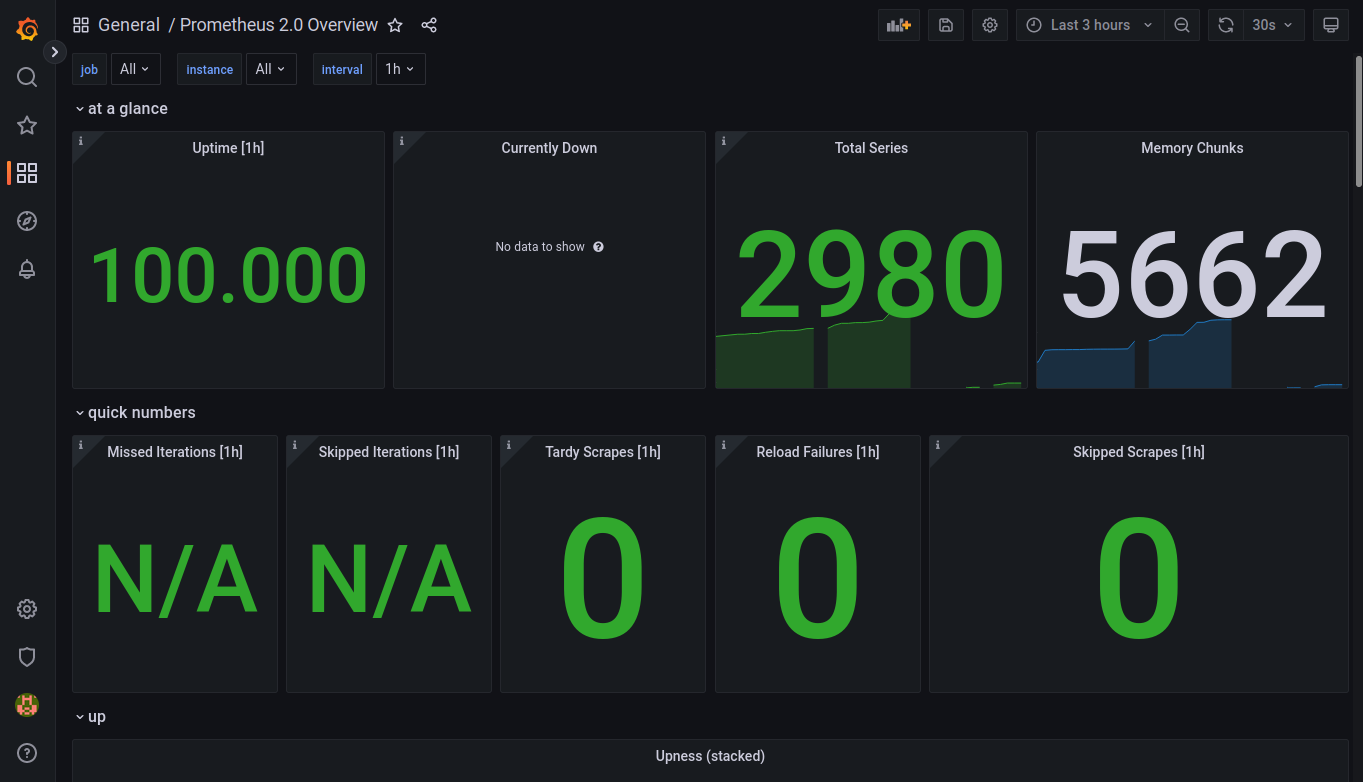 General / Prometheus 2.0 Overview
Last 3 hours
30s
job All instance All interval 1h
at a glance
Uptime [1h]
100.000
Currently Down
No data to show
Total Series
2980
Memory Chunks
5662
quick numbers
Missed Iterations [1h]
N/A
Skipped Iterations [1h]
N/A
Tardy Scrapes [1h]
0
Reload Failures [1h]
0
Skipped Scrapes [1h]
0
up
Upness (stacked)